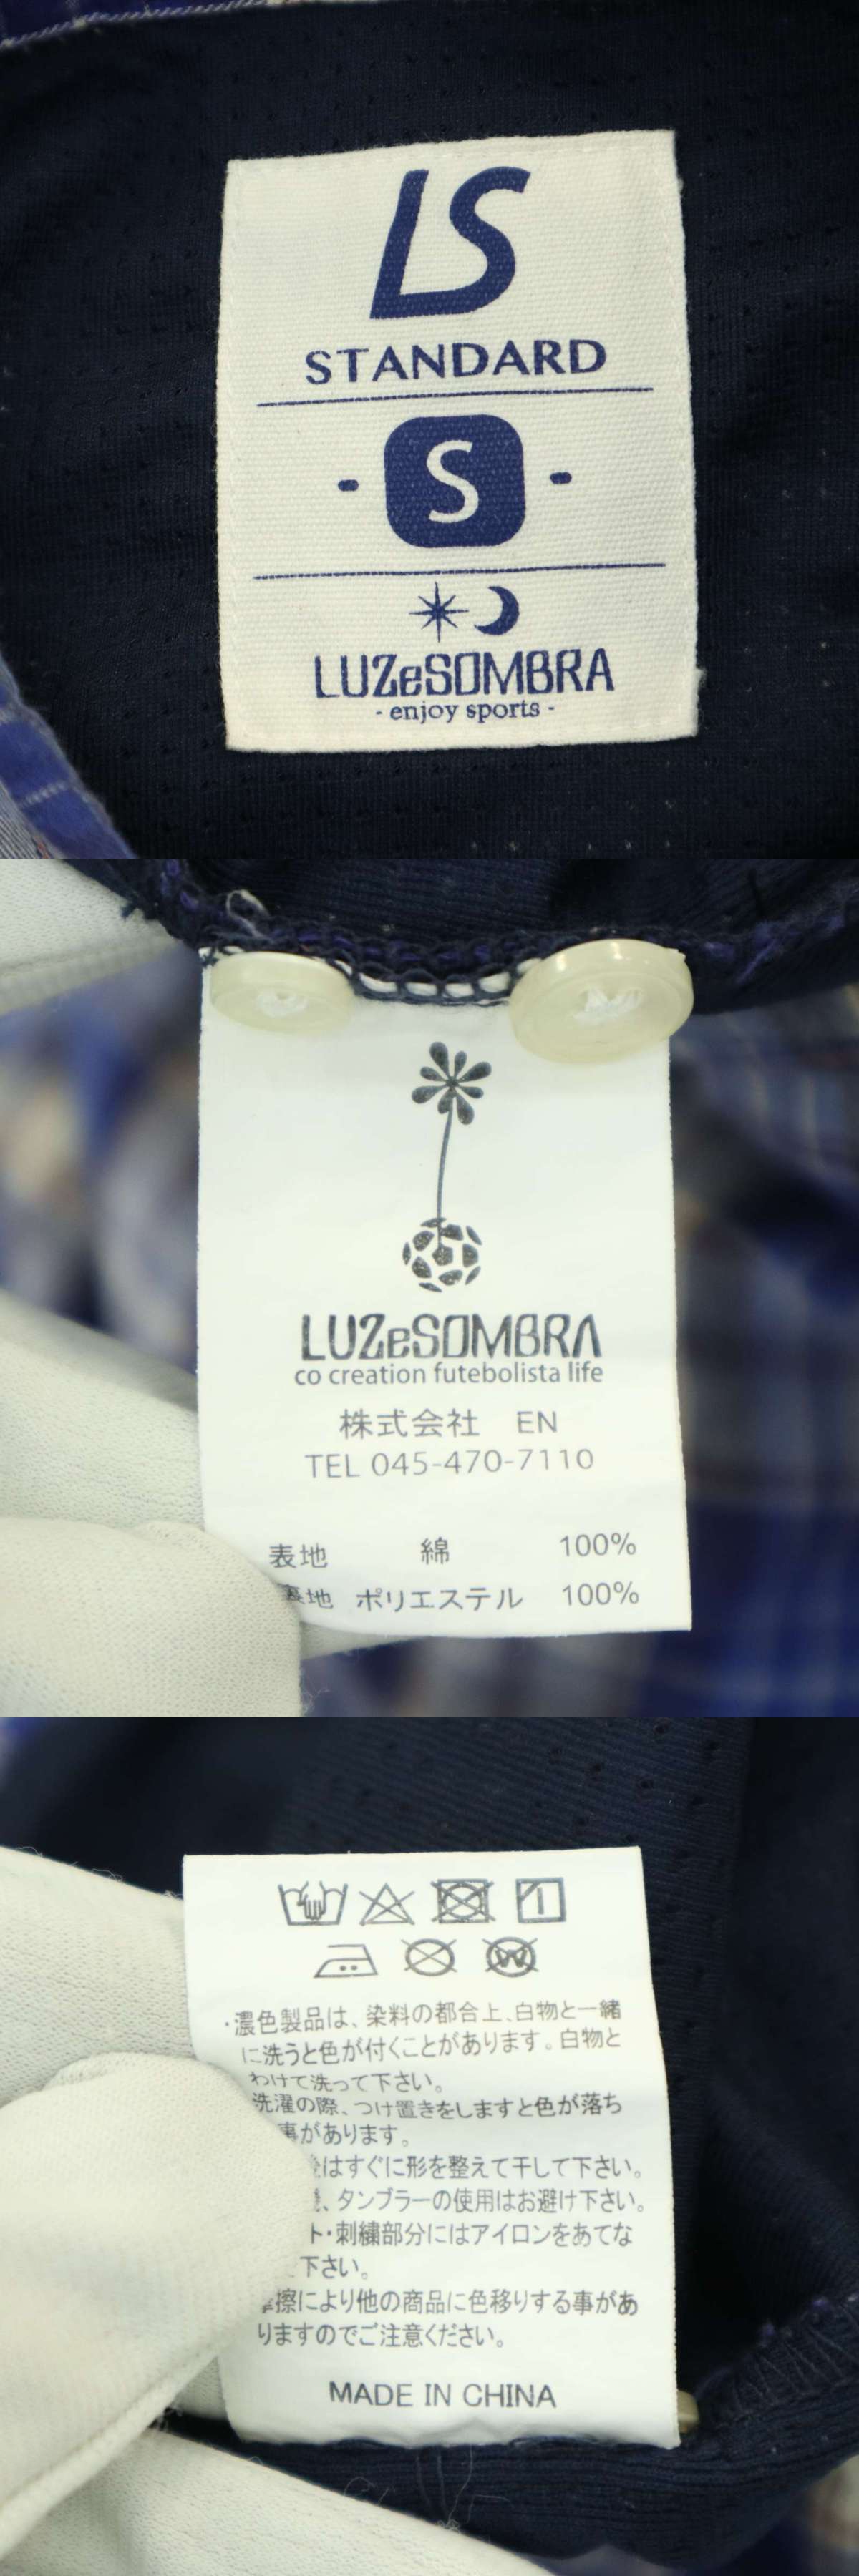 LS
STANDARD
- S -
LUZeSOMBRA
- enjoy sports -
LUZeSOMBRA
co creation futebolista life
株式会社 EN
TEL 045-470-7110
表地 綿 100%
裏地 ポリエステル 100%
・濃色製品は、染料の都合上、白物と一緒
に洗うと色が付くことがあります。白物と
わけて洗って下さい。
洗濯の際、つけ置きをしますと色が落ち
事があります。
はすぐに形を整えて干して下さい。
、タンブラーの使用はお避け下さい。
ト・刺繍部分にはアイロンをあてな
下さい。
擦により他の商品に色移りする事があ
りますのでご注意ください。
MADE IN CHINA